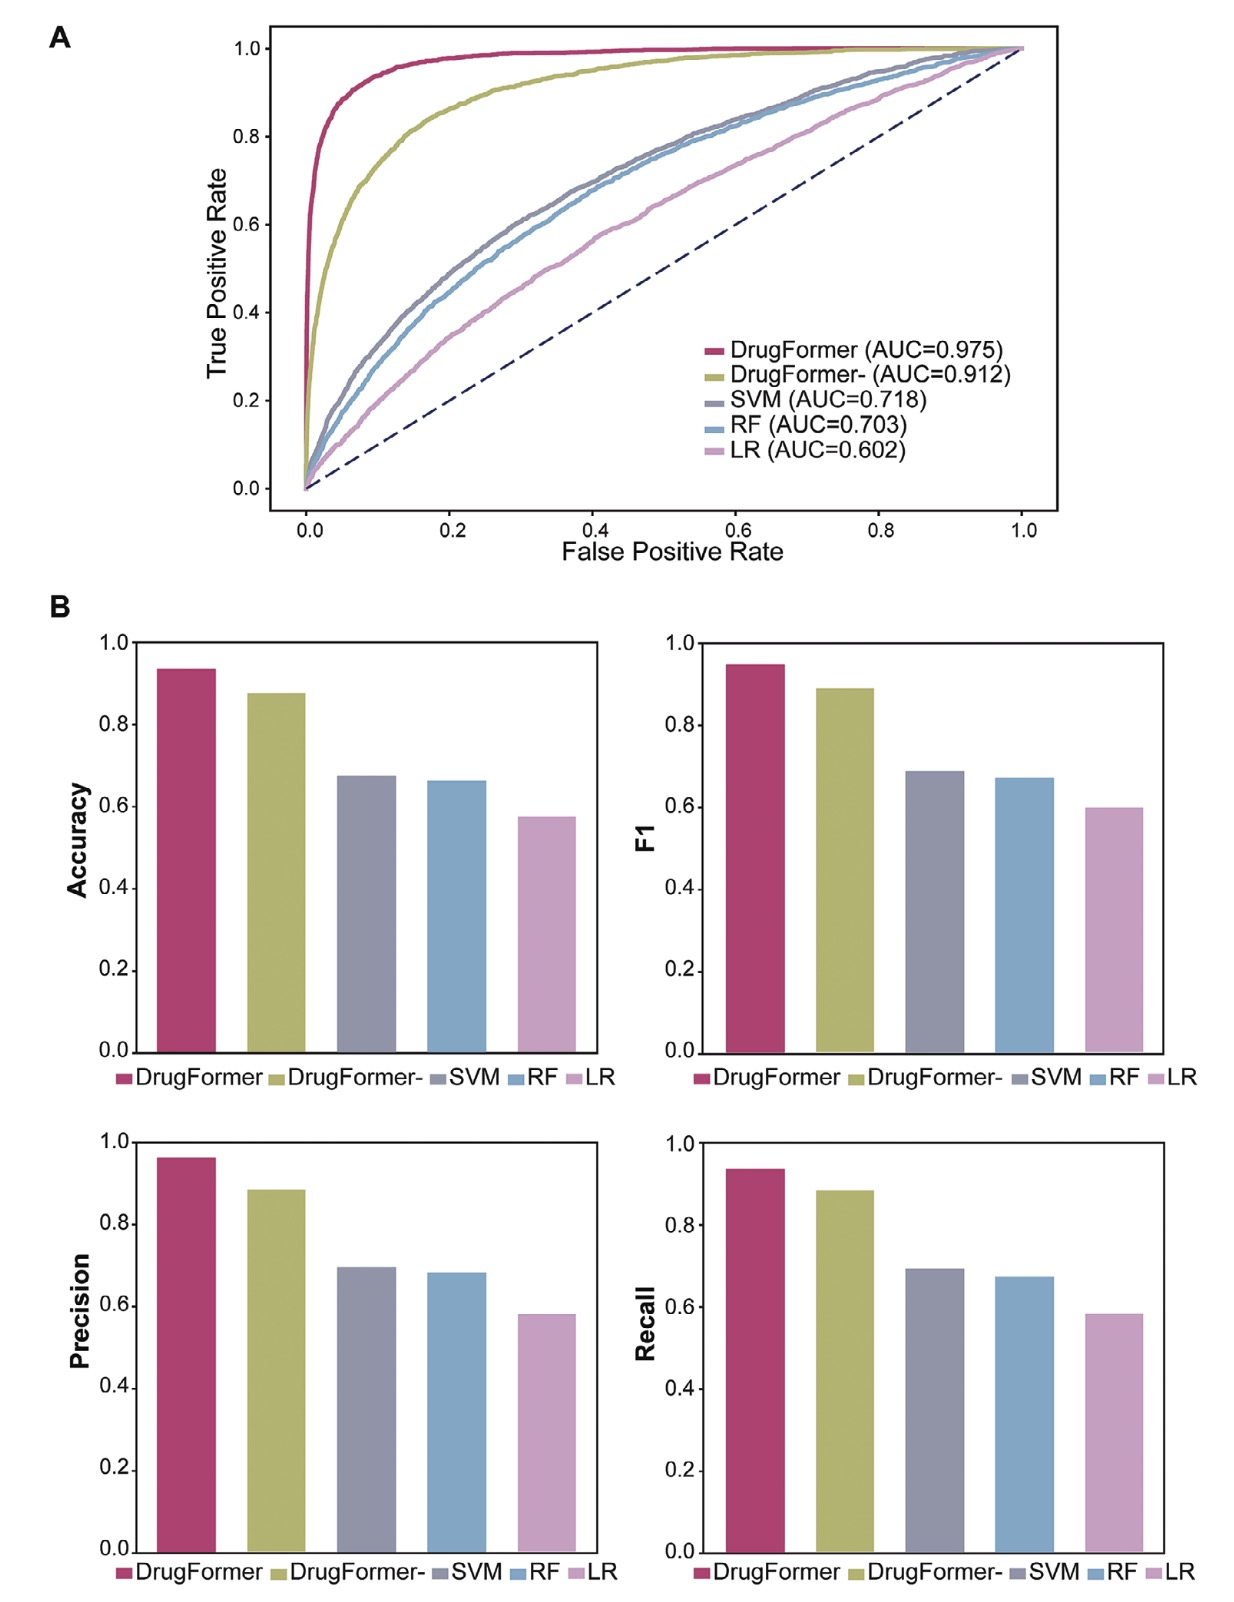 A
1.0
0.8
0.6
0.4
0.2
0.0
True Positive Rate
DrugFormer (AUC=0.975)
DrugFormer- (AUC=0.912)
SVM (AUC=0.718)
RF (AUC=0.703)
LR (AUC=0.602)
0.0 0.2 0.4 0.6 0.8 1.0
False Positive Rate
B
1.0
0.8
0.6
0.4
0.2
0.0
Accuracy
DrugFormer DrugFormer- SVM RF LR
1.0
0.8
0.6
0.4
0.2
0.0
F1
DrugFormer DrugFormer- SVM RF LR
1.0
0.8
0.6
0.4
0.2
0.0
Precision
DrugFormer DrugFormer- SVM RF LR
1.0
0.8
0.6
0.4
0.2
0.0
Recall
DrugFormer DrugFormer- SVM RF LR